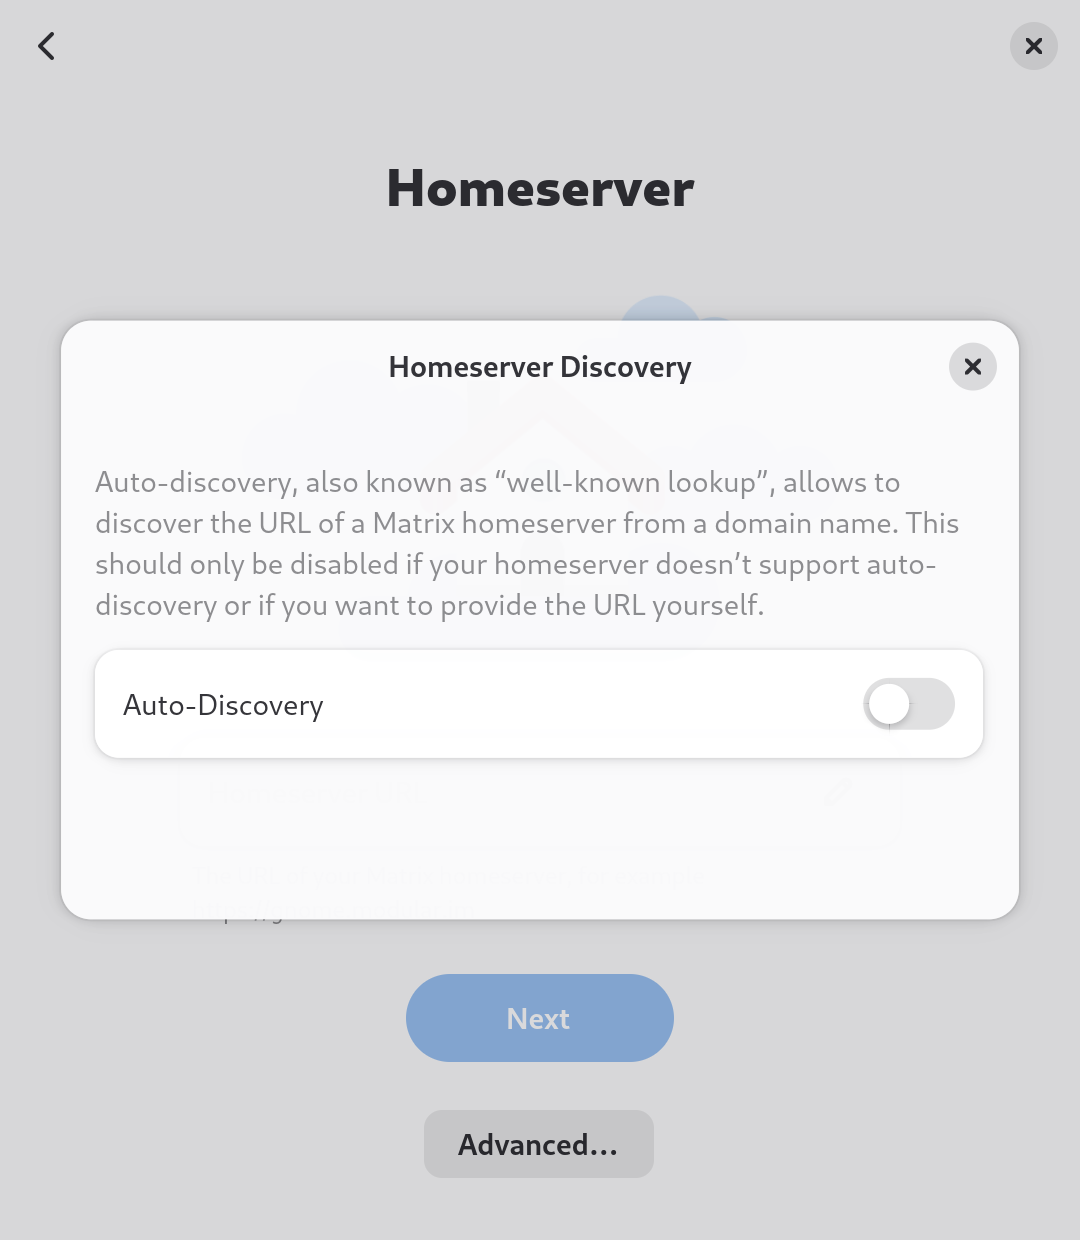 Homeserver
Homeserver Discovery
Auto-discovery, also known as “well-known lookup”, allows to
discover the URL of a Matrix homeserver from a domain name. This
should only be disabled if your homeserver doesn’t support auto-
discovery or if you want to provide the URL yourself.
Auto-Discovery
Next
Advanced…